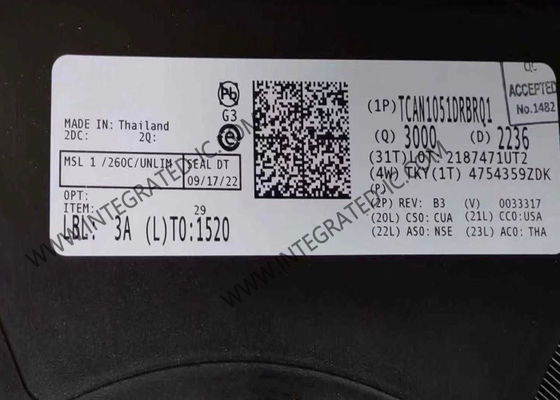 QC
ACCEPTED
No.1482
Pb
G3
e
MADE IN: Thailand
2DC: 2Q:
MSL 1 /260C/UNLIM SEAL DT
09/17/22
OPT:
ITEM: 29
LBL: 3A (L)TO:1520
(1P) TCAN1051DRBRQ1
(Q) 3000 (D) 2236
(31T)LOT 2187471UT2
(4W) TKY(1T) 4754359ZDK
(2P) REV: B3 (V) 0033317
(20L) CSO: CUA (21L) CCO:USA
(22L) ASO: NSE (23L) ACO: THA
WWW.INTEGRATEDIC.COM
WWW.INTEGRATEDIC.COM